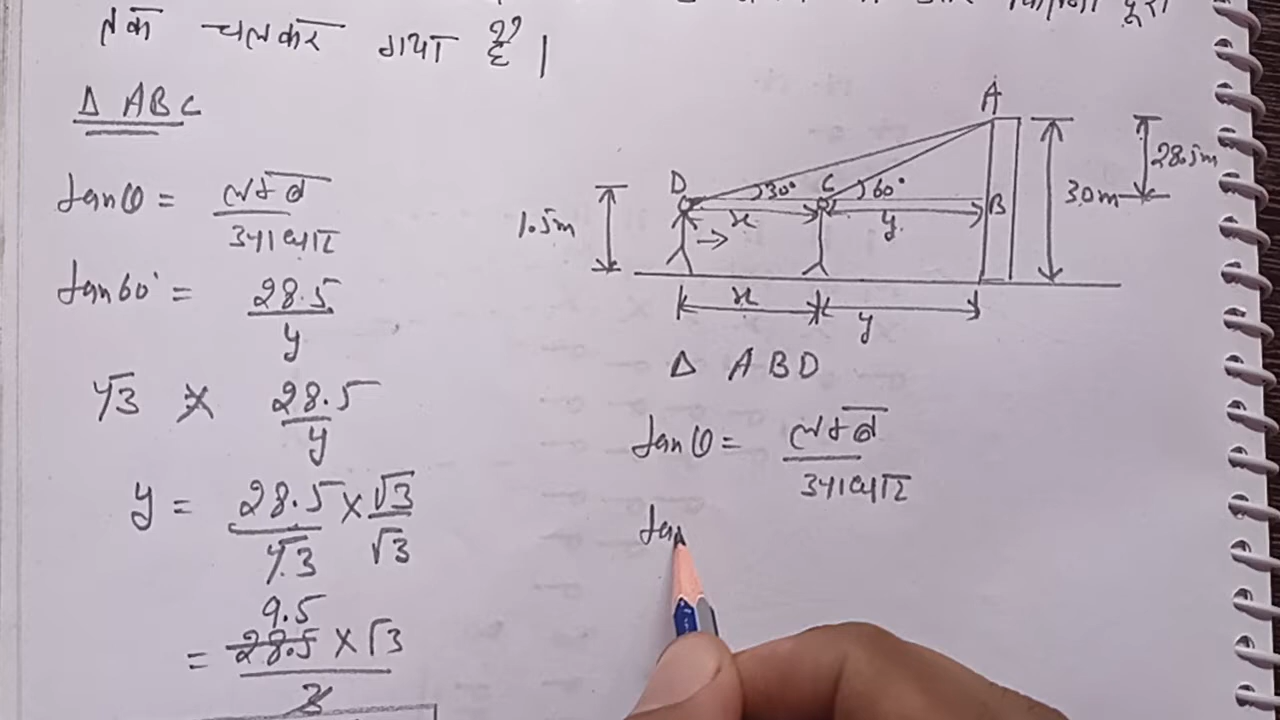 तक चलकर गया है।
Δ ABC
tanθ = लम्ब / आधार
tan60° = 28.5 / y
√3 × 28.5 / y
y = 28.5 / √3 × √3 / √3
9.5
= 28.5 × √3 / 3
A
28.5m
D 30° C 60°
1.5m x y B 30m
x y
Δ ABD
tanθ = लम्ब / आधार
tan